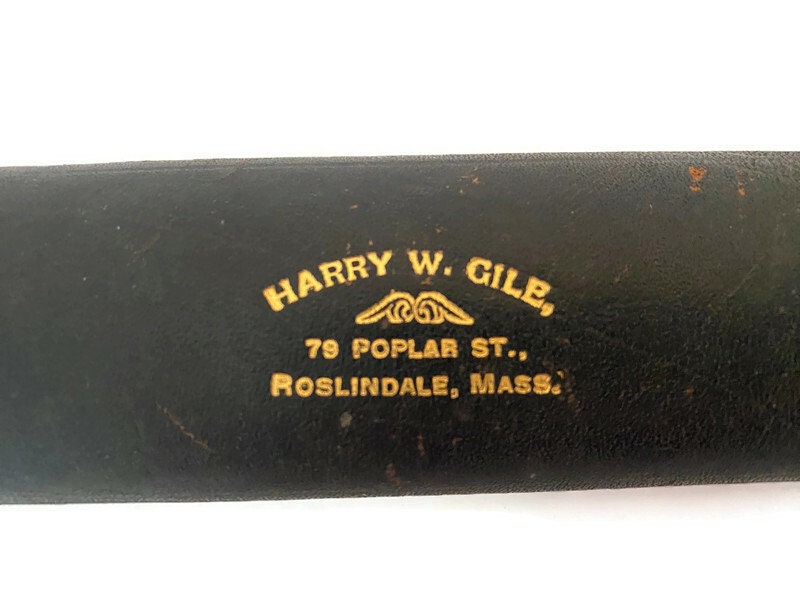 HARRY W. GILE,
79 POPLAR ST.,
ROSLINDALE, MASS.